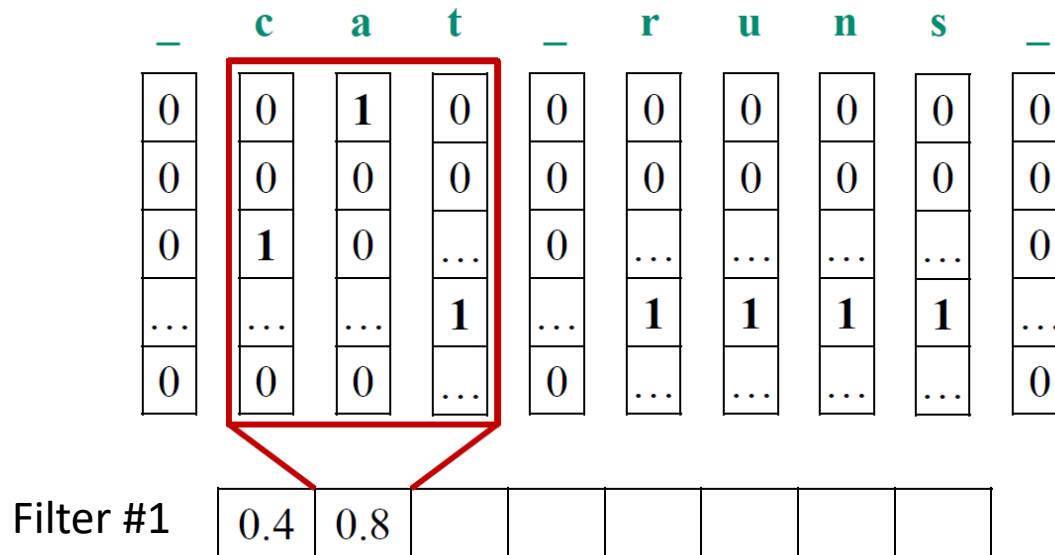 _ c a t _ r u n s _
0 0 1 0 0 0 0 0 0 0
0 0 0 0 0 0 0 0 0 0
0 1 0 ... 0 ... ... ... ... 0
... ... ... 1 ... 1 1 1 1 ...
0 0 0 ... 0 ... ... ... ... 0
Filter #1 0.4 0.8